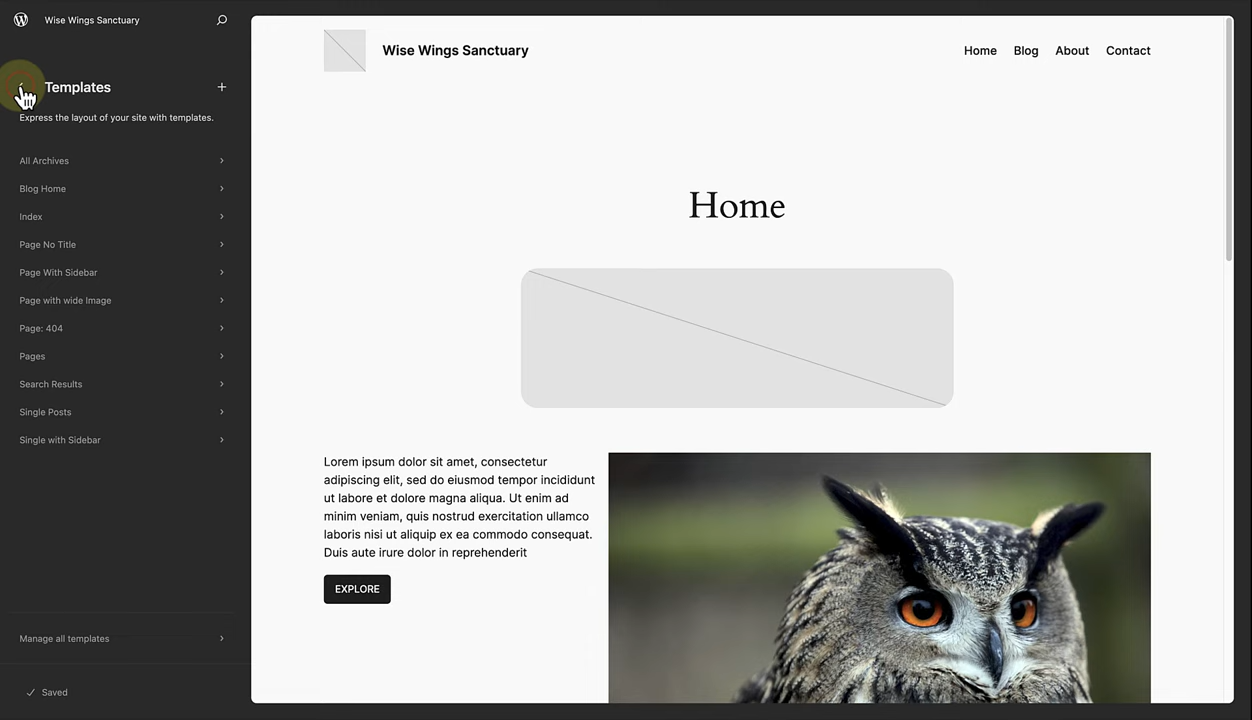 Wise Wings Sanctuary
Templates
Express the layout of your site with templates.
All Archives
Blog Home
Index
Page No Title
Page With Sidebar
Page with wide Image
Page: 404
Pages
Search Results
Single Posts
Single with Sidebar
Manage all templates
Saved
Wise Wings Sanctuary
Home Blog About Contact
Home
Lorem ipsum dolor sit amet, consectetur
adipiscing elit, sed do eiusmod tempor incididunt
ut labore et dolore magna aliqua. Ut enim ad
minim veniam, quis nostrud exercitation ullamco
laboris nisi ut aliquip ex ea commodo consequat.
Duis aute irure dolor in reprehenderit
EXPLORE